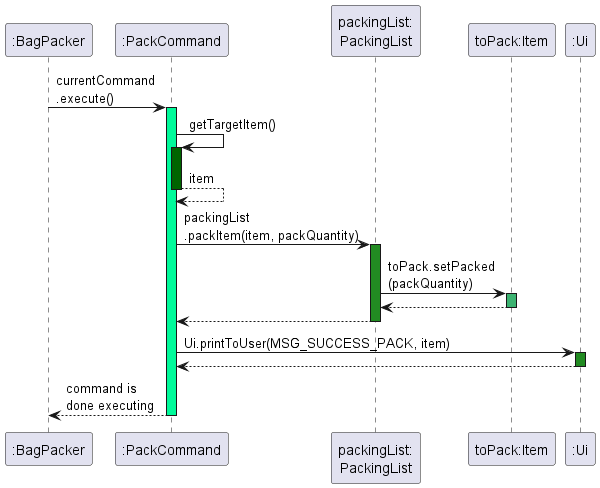 packingList:
:BagPacker
:PackCommand
PackingList
toPack:Item
:Ui
currentCommand
.execute()
getTargetItem()
item
packingList
.packItem(item, packQuantity)
toPack.setPacked
(packQuantity)
Ui.printToUser(MSG_SUCCESS_PACK, item)
command is
done executing
:BagPacker
:PackCommand
packingList:
PackingList
toPack:Item
:Ui